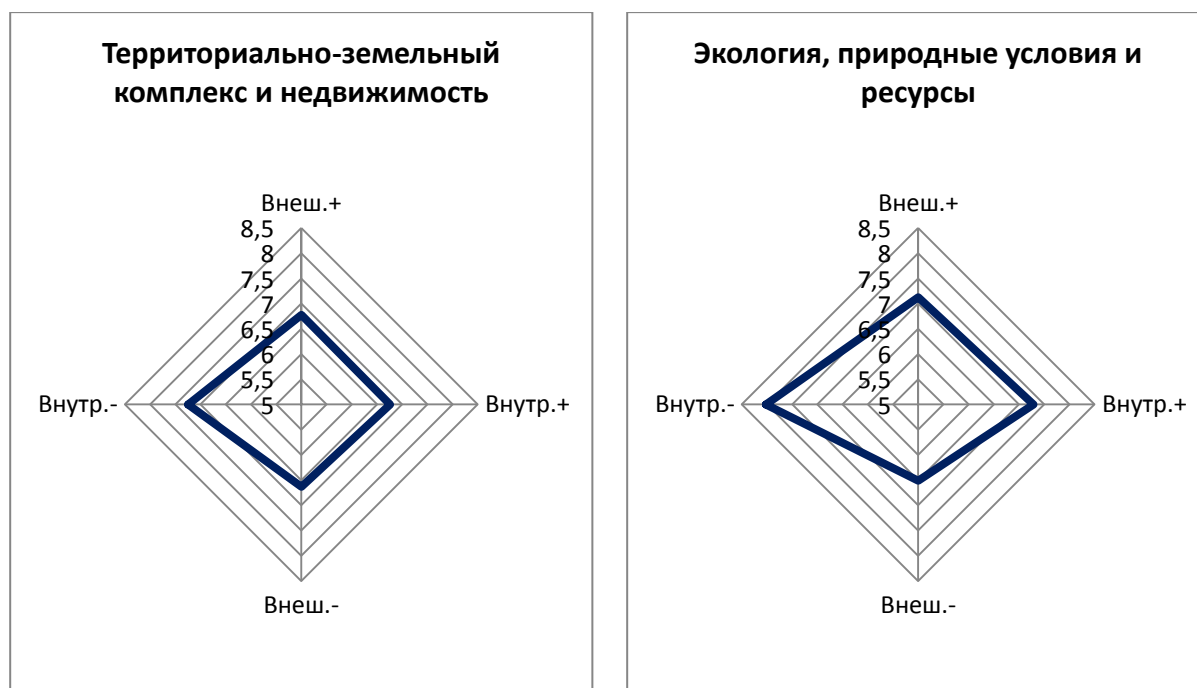 Территориально-земельный
комплекс и недвижимость
Внеш.+
8,5
8
7,5
7
6,5
6
5,5
5
Внутр.-
Внутр.+
Внеш.-
Экология, природные условия и
ресурсы
Внеш.+
8,5
8
7,5
7
6,5
6
5,5
5
Внутр.-
Внутр.+
Внеш.-